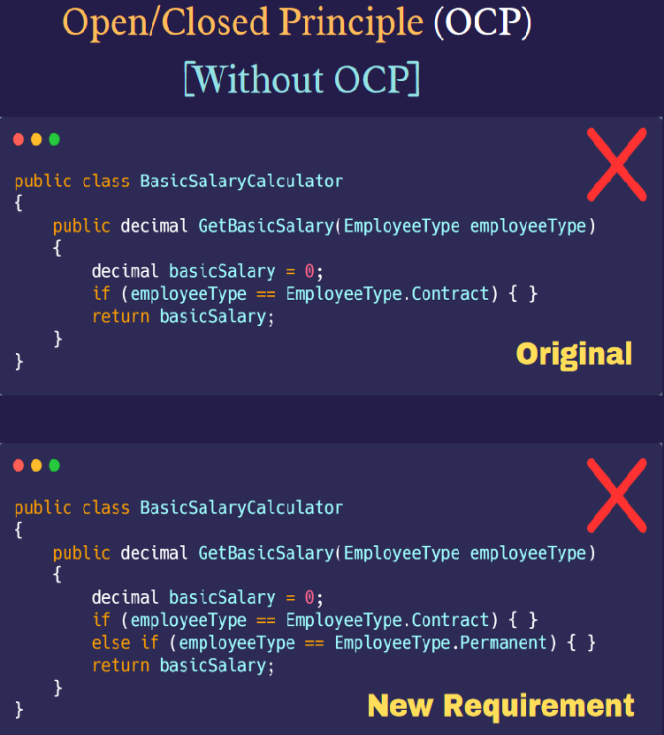 Open/Closed Principle (OCP)
[Without OCP]
public class BasicSalaryCalculator
{
    public decimal GetBasicSalary(EmployeeType employeeType)
    {
        decimal basicSalary = 0;
        if (employeeType == EmployeeType.Contract) { }
        return basicSalary;
    }
}
Original
public class BasicSalaryCalculator
{
    public decimal GetBasicSalary(EmployeeType employeeType)
    {
        decimal basicSalary = 0;
        if (employeeType == EmployeeType.Contract) { }
        else if (employeeType == EmployeeType.Permanent) { }
        return basicSalary;
    }
}
New Requirement